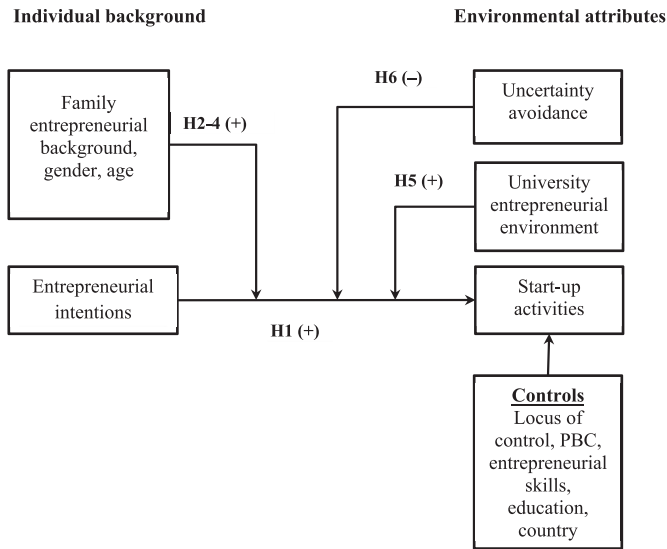 Individual background
Environmental attributes
Family
entrepreneurial
background,
gender, age
H2–4 (+)
H6 (–)
Uncertainty
avoidance
H5 (+)
University
entrepreneurial
environment
Entrepreneurial
intentions
H1 (+)
Start-up
activities
Controls
Locus of
control, PBC,
entrepreneurial
skills,
education,
country